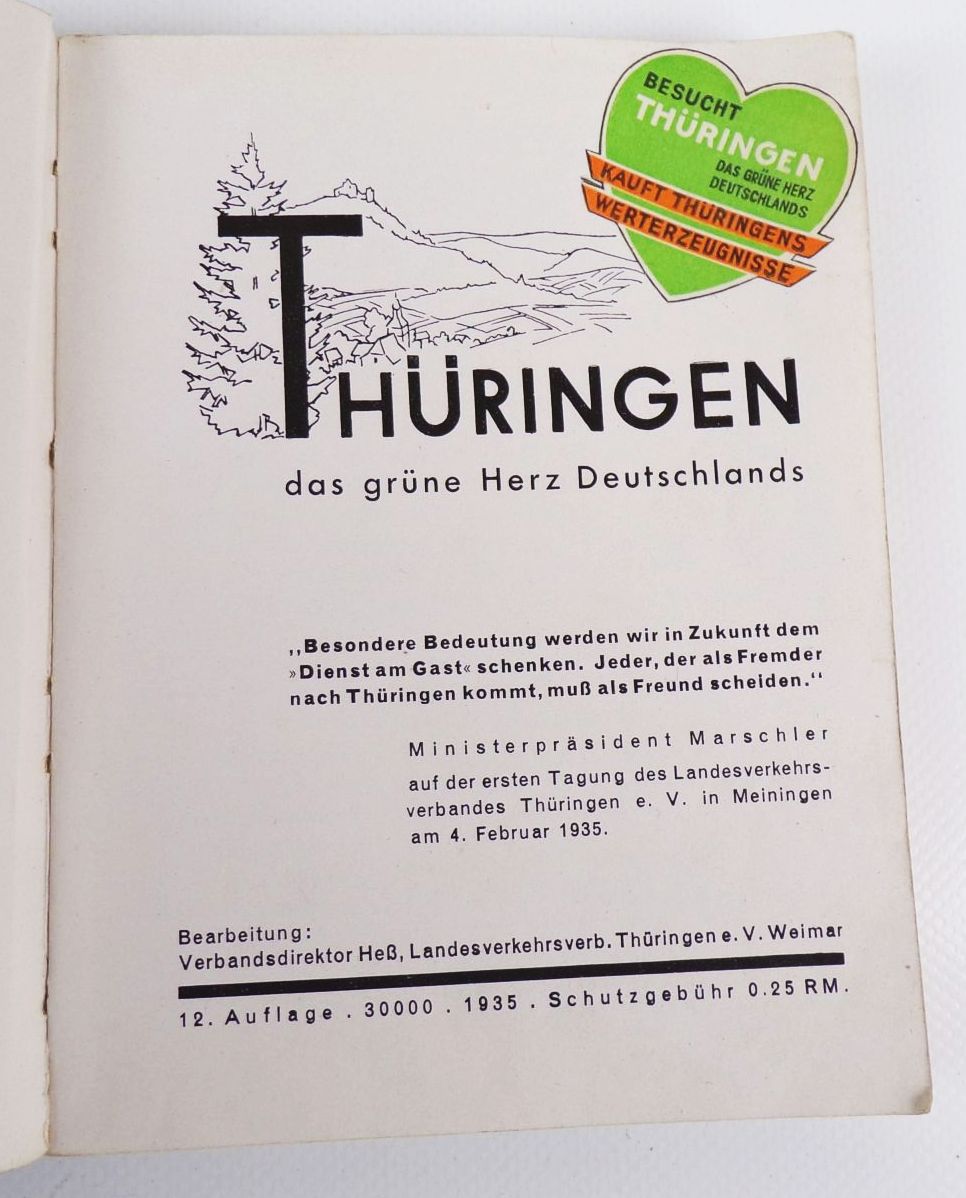 BESUCHT
THÜRINGEN
DAS GRÜNE HERZ
DEUTSCHLANDS
KAUFT THÜRINGENS
WERTERZEUGNISSE
THÜRINGEN
das grüne Herz Deutschlands
„Besondere Bedeutung werden wir in Zukunft dem
»Dienst am Gast« schenken. Jeder, der als Fremder
nach Thüringen kommt, muß als Freund scheiden.“
Ministerpräsident Marschler
auf der ersten Tagung des Landesverkehrs-
verbandes Thüringen e. V. in Meiningen
am 4. Februar 1935.
Bearbeitung:
Verbandsdirektor Heß, Landesverkehrsverb. Thüringen e. V. Weimar
12. Auflage . 30000 . 1935 . Schutzgebühr 0.25 RM.